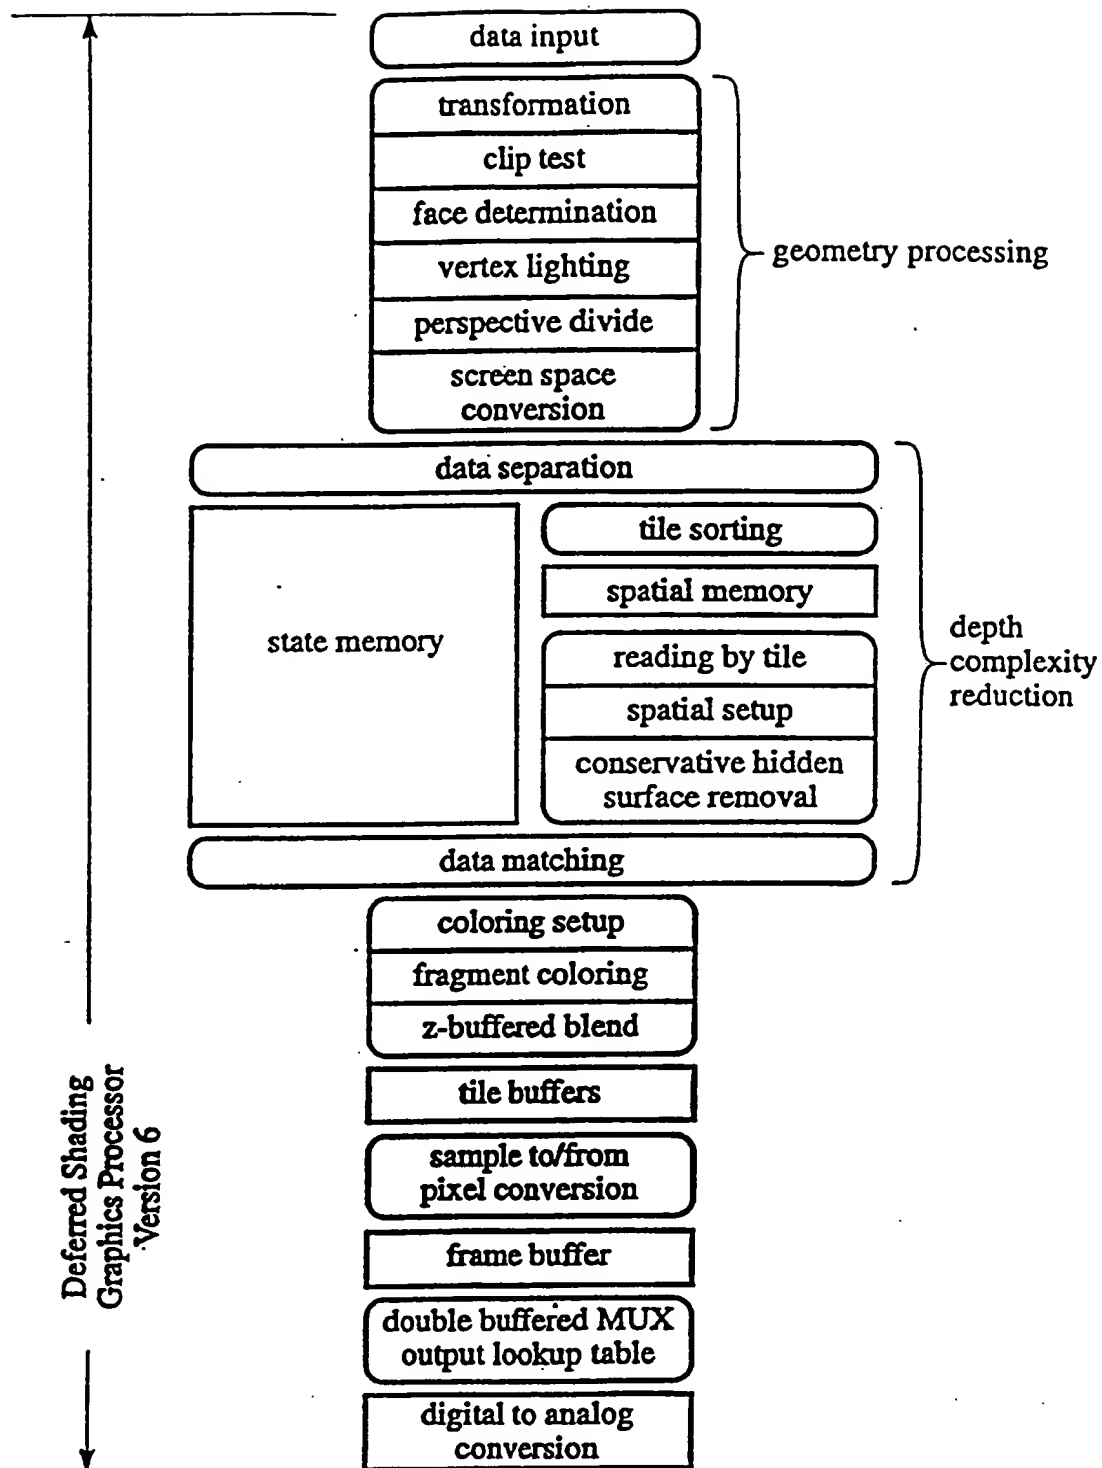 data input
transformation
clip test
face determination
vertex lighting
perspective divide
screen space
conversion
geometry processing
data separation
state memory
tile sorting
spatial memory
reading by tile
spatial setup
conservative hidden
surface removal
depth
complexity
reduction
data matching
coloring setup
fragment coloring
z-buffered blend
tile buffers
sample to/from
pixel conversion
frame buffer
double buffered MUX
output lookup table
digital to analog
conversion
Deferred Shading
Graphics Processor
Version 6